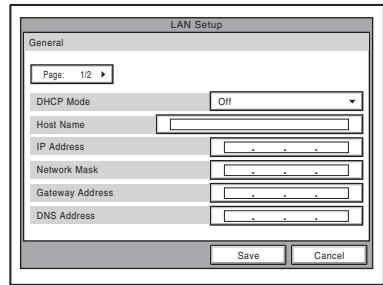 LAN Setup
General
Page: 1/2
DHCP Mode Off
Host Name
IP Address . . .
Network Mask . . .
Gateway Address . . .
DNS Address . . .
Save Cancel